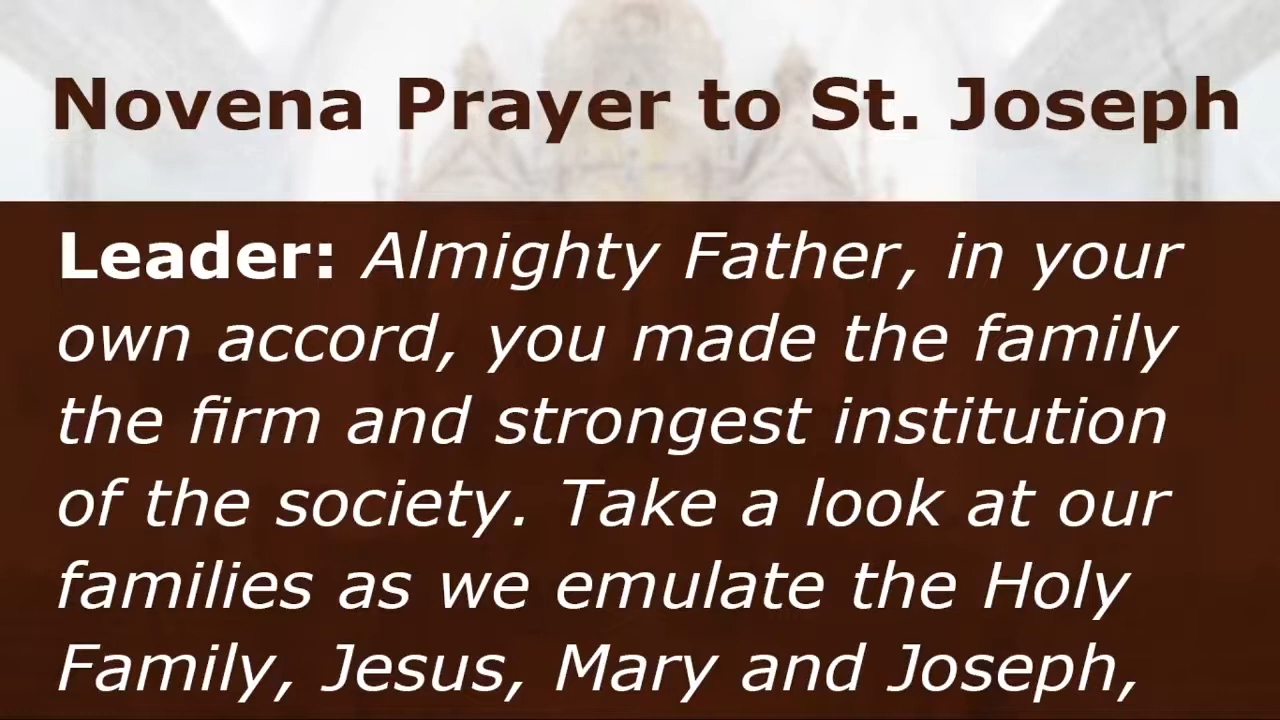 Novena Prayer to St. Joseph
Leader: Almighty Father, in your
own accord, you made the family
the firm and strongest institution
of the society. Take a look at our
families as we emulate the Holy
Family, Jesus, Mary and Joseph,